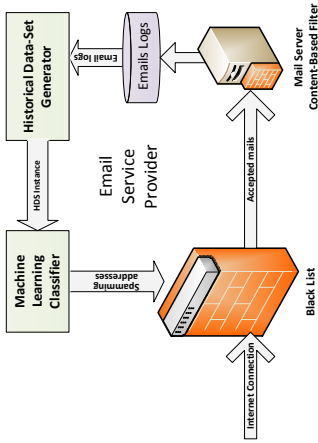 Machine
Learning
Classifier
HDS Instance
Historical Data-Set
Generator
Spamming
addresses
Email
Service
Provider
Email logs
Emails Logs
Internet Connection
Black List
Accepted mails
Mail Server
Content-Based Filter